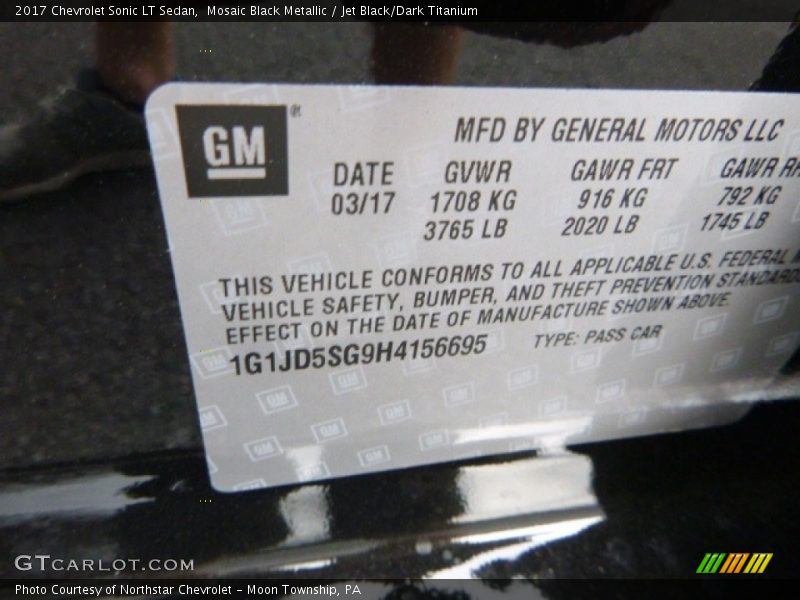 2017 Chevrolet Sonic LT Sedan,  Mosaic Black Metallic / Jet Black/Dark Titanium
GM®
MFD BY GENERAL MOTORS LLC
DATE GVWR GAWR FRT GAWR
03/17 1708 KG 916 KG 792 KG
3765 LB 2020 LB 1745 LB
THIS VEHICLE CONFORMS TO ALL APPLICABLE U.S. FEDERAL
VEHICLE SAFETY, BUMPER, AND THEFT PREVENTION STANDARDS
EFFECT ON THE DATE OF MANUFACTURE SHOWN ABOVE
1G1JD5SG9H4156695 TYPE: PASS CAR
GTCARLOT.COM
Photo Courtesy of Northstar Chevrolet - Moon Township, PA